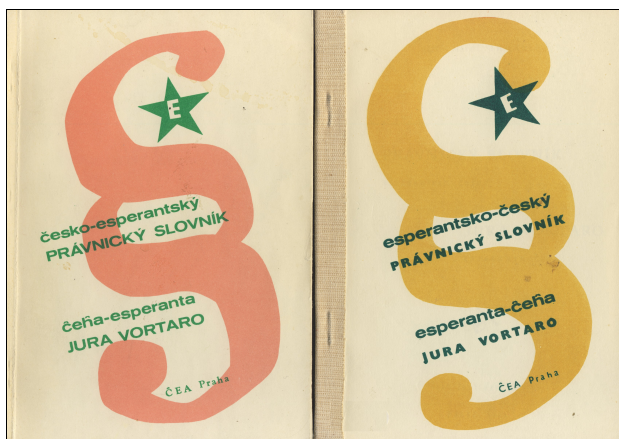 E
česko-esperantský
PRÁVNICKÝ SLOVNÍK
ĉeĥa-esperanta
JURA VORTARO
ČEA Praha
E
esperantsko-český
PRÁVNICKÝ SLOVNÍK
esperanta-ĉeĥa
JURA VORTARO
ČEA Praha